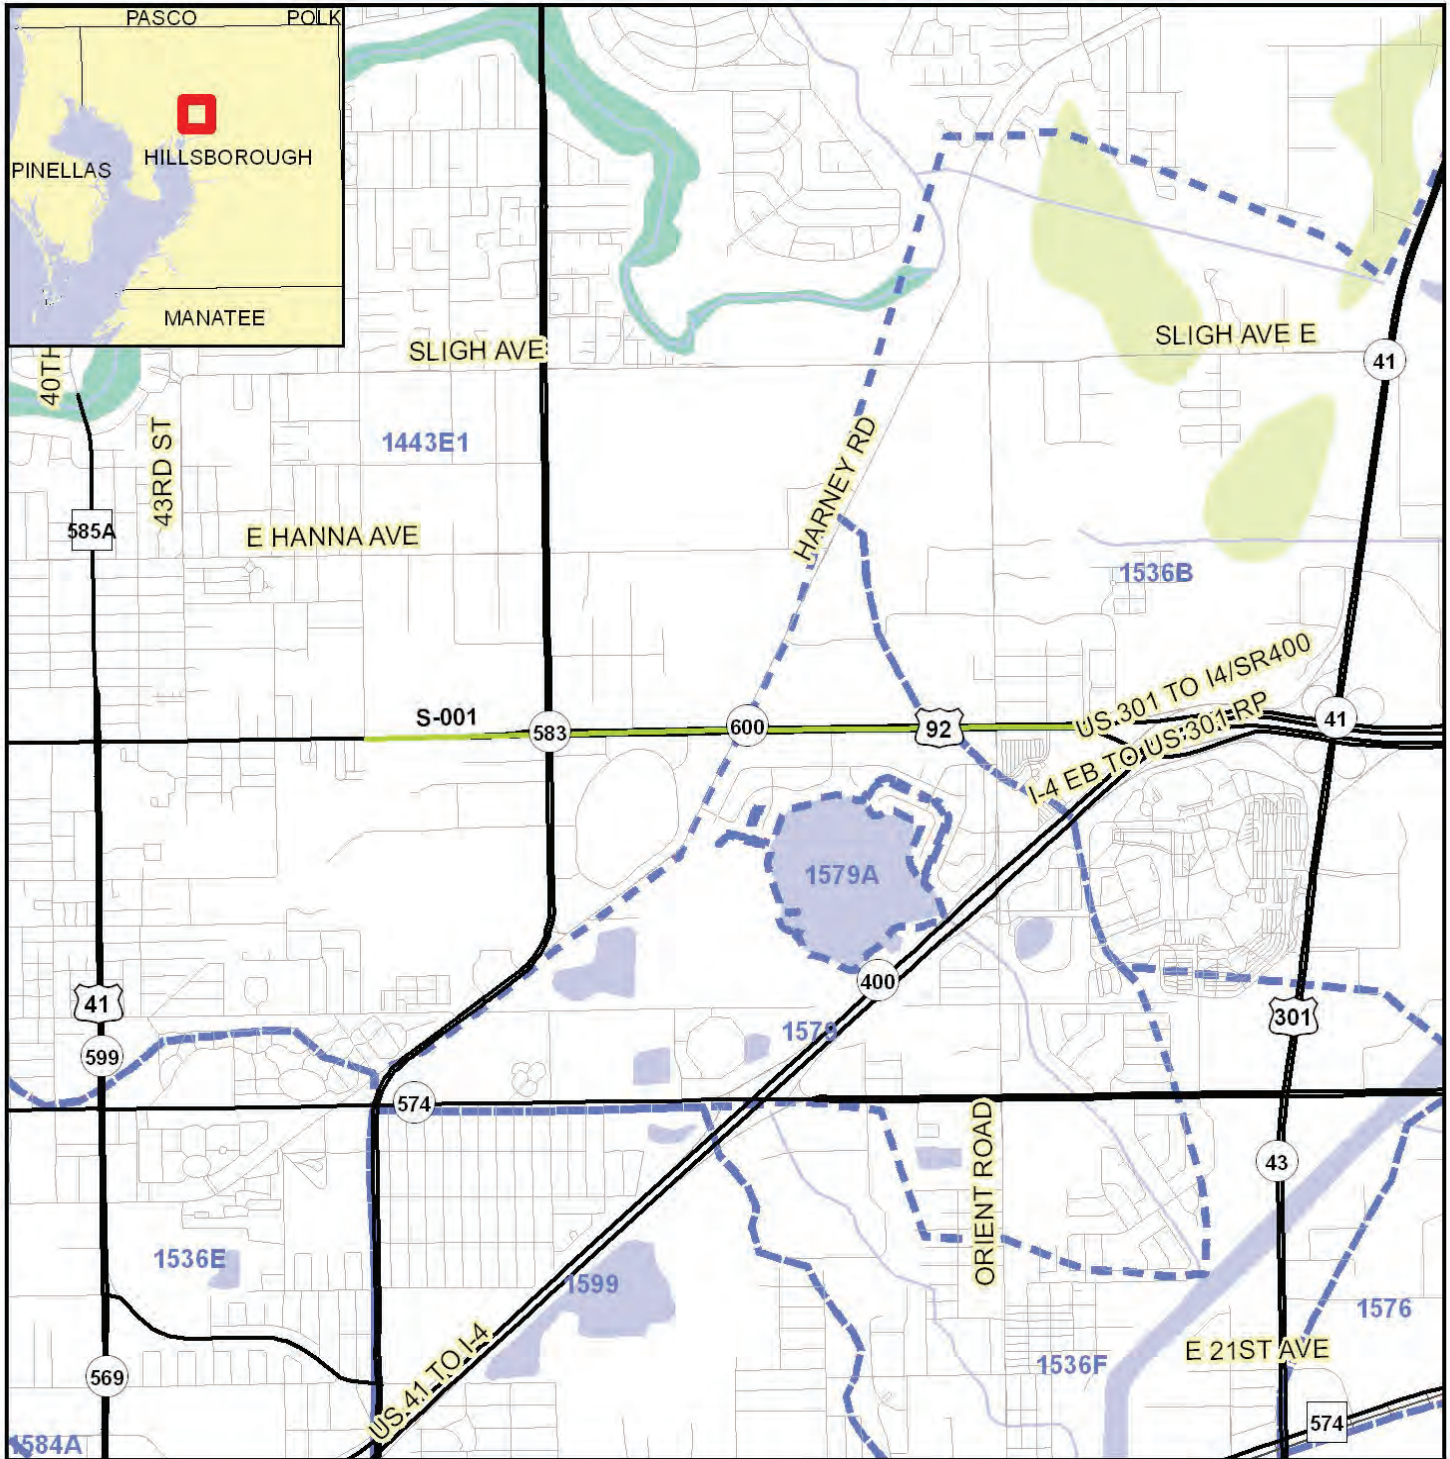 PASCO
POLK
PINELLAS
HILLSBOROUGH
MANATEE
40TH
SLIGH AVE
SLIGH AVE E
41
1443E1
43RD ST
HARNEY RD
585A
E HANNA AVE
1536B
US 301 TO I4/SR400
S-001
583
600
92
41
I-4 EB TO US 301 RP
1579A
400
41
1579
301
599
574
ORIENT ROAD
43
1536E
1599
1576
US 41 TO I-4
1536F
E 21ST AVE
569
574
1584A